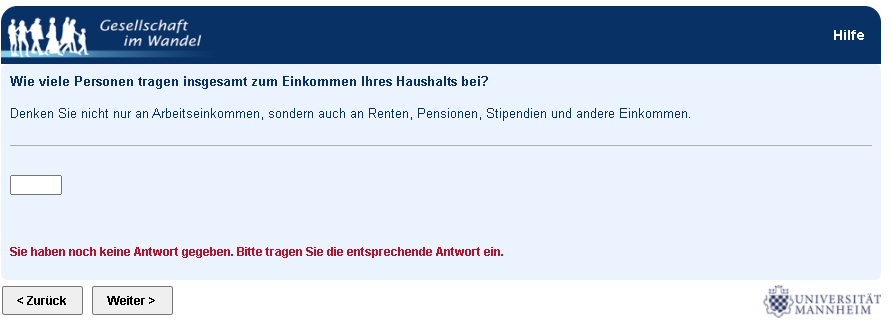 Gesellschaft
im Wandel
Hilfe
Wie viele Personen tragen insgesamt zum Einkommen Ihres Haushalts bei?
Denken Sie nicht nur an Arbeitseinkommen, sondern auch an Renten, Pensionen, Stipendien und andere Einkommen.
Sie haben noch keine Antwort gegeben. Bitte tragen Sie die entsprechende Antwort ein.
< Zurück
Weiter >
UNIVERSITÄT
MANNHEIM